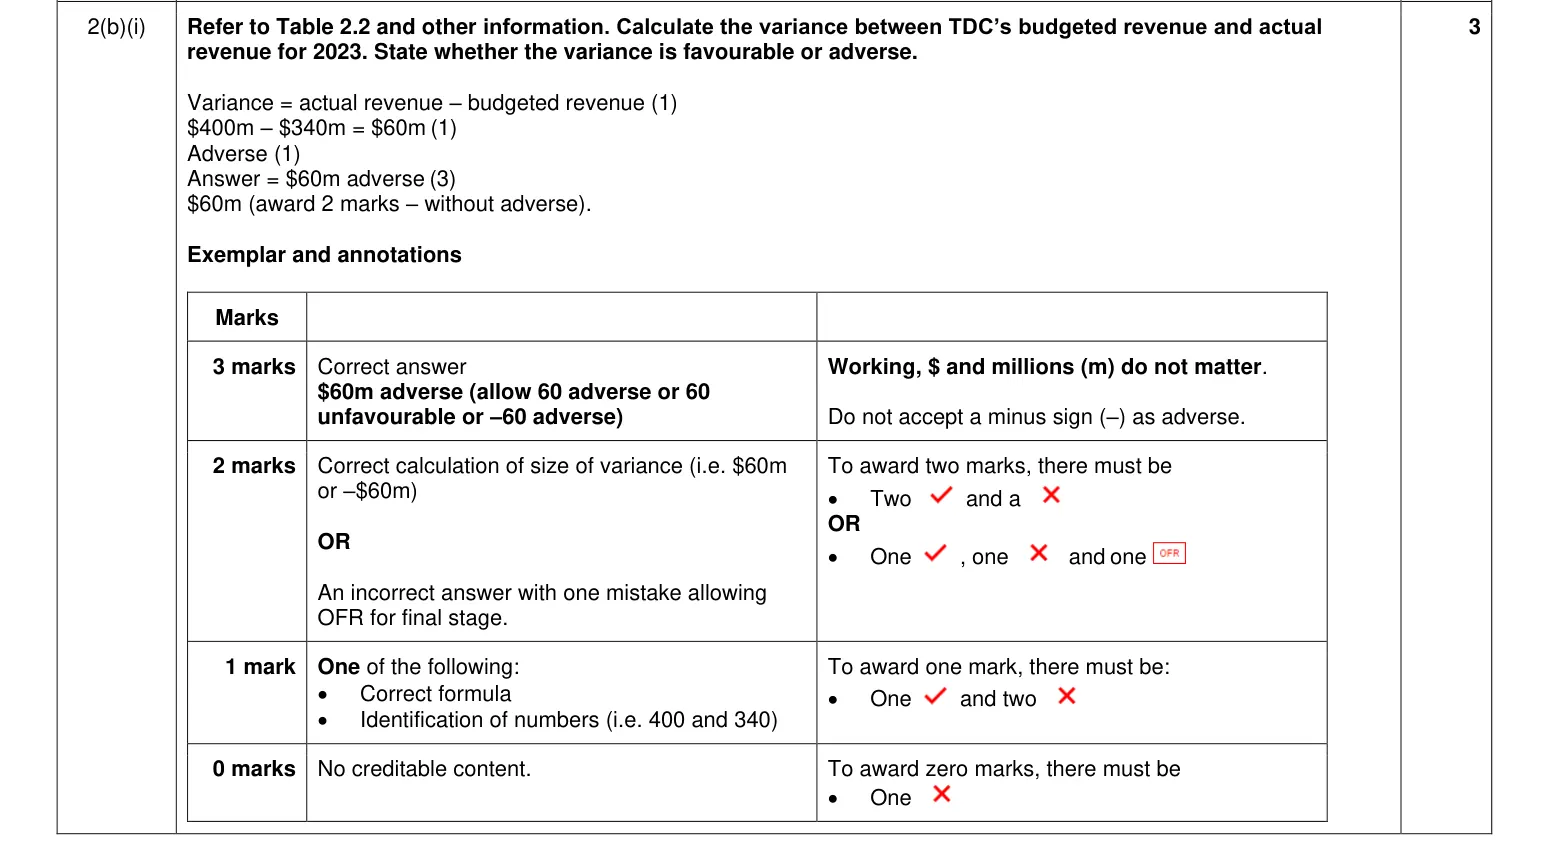 2(b)(i)
Refer to Table 2.2 and other information. Calculate the variance between TDC’s budgeted revenue and actual
revenue for 2023. State whether the variance is favourable or adverse.
3
Variance = actual revenue – budgeted revenue (1)
$400m – $340m = $60m (1)
Adverse (1)
Answer = $60m adverse (3)
$60m (award 2 marks – without adverse).
Exemplar and annotations
Marks
3 marks
Correct answer
$60m adverse (allow 60 adverse or 60
unfavourable or –60 adverse)
Working, $ and millions (m) do not matter.
Do not accept a minus sign (–) as adverse.
2 marks
Correct calculation of size of variance (i.e. $60m
or –$60m)
OR
An incorrect answer with one mistake allowing
OFR for final stage.
To award two marks, there must be
• Two ✓ and a ✗
OR
• One ✓ , one ✗ and one OFR
1 mark
One of the following:
• Correct formula
• Identification of numbers (i.e. 400 and 340)
To award one mark, there must be:
• One ✓ and two ✗
0 marks
No creditable content.
To award zero marks, there must be
• One ✗